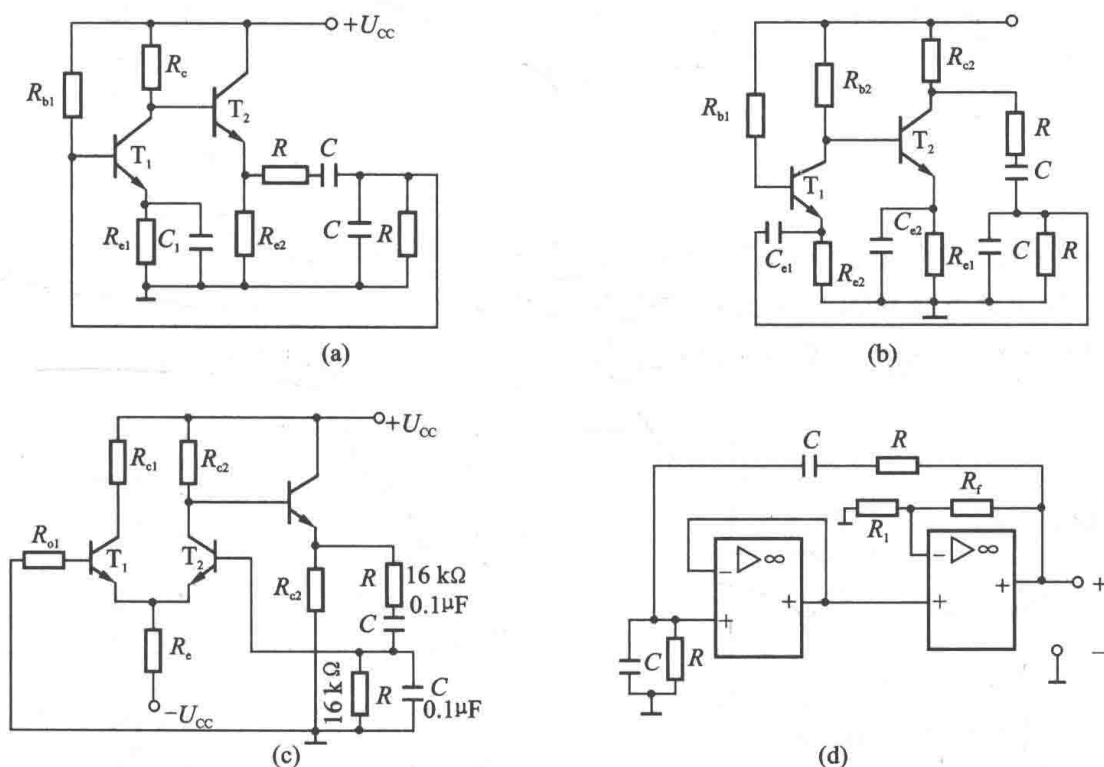 +U_CC
R_c
R_b1
T_2
T_1
R
C
R_e1
C_1
R_e2
C
R
(a)
R_c2
R_b2
R_b1
R
T_2
C
T_1
C_e2
C_e1
R_e1
C
R
R_e2
(b)
+U_CC
R_c1
R_c2
R_o1
T_1
T_2
R
16 kΩ
R_c2
0.1μF
C
R_e
16 kΩ
R
C
0.1μF
−U_CC
(c)
C
R
R_f
R_1
− ▷ ∞
− ▷ ∞
+
+
+
+
+
C
R
−
(d)